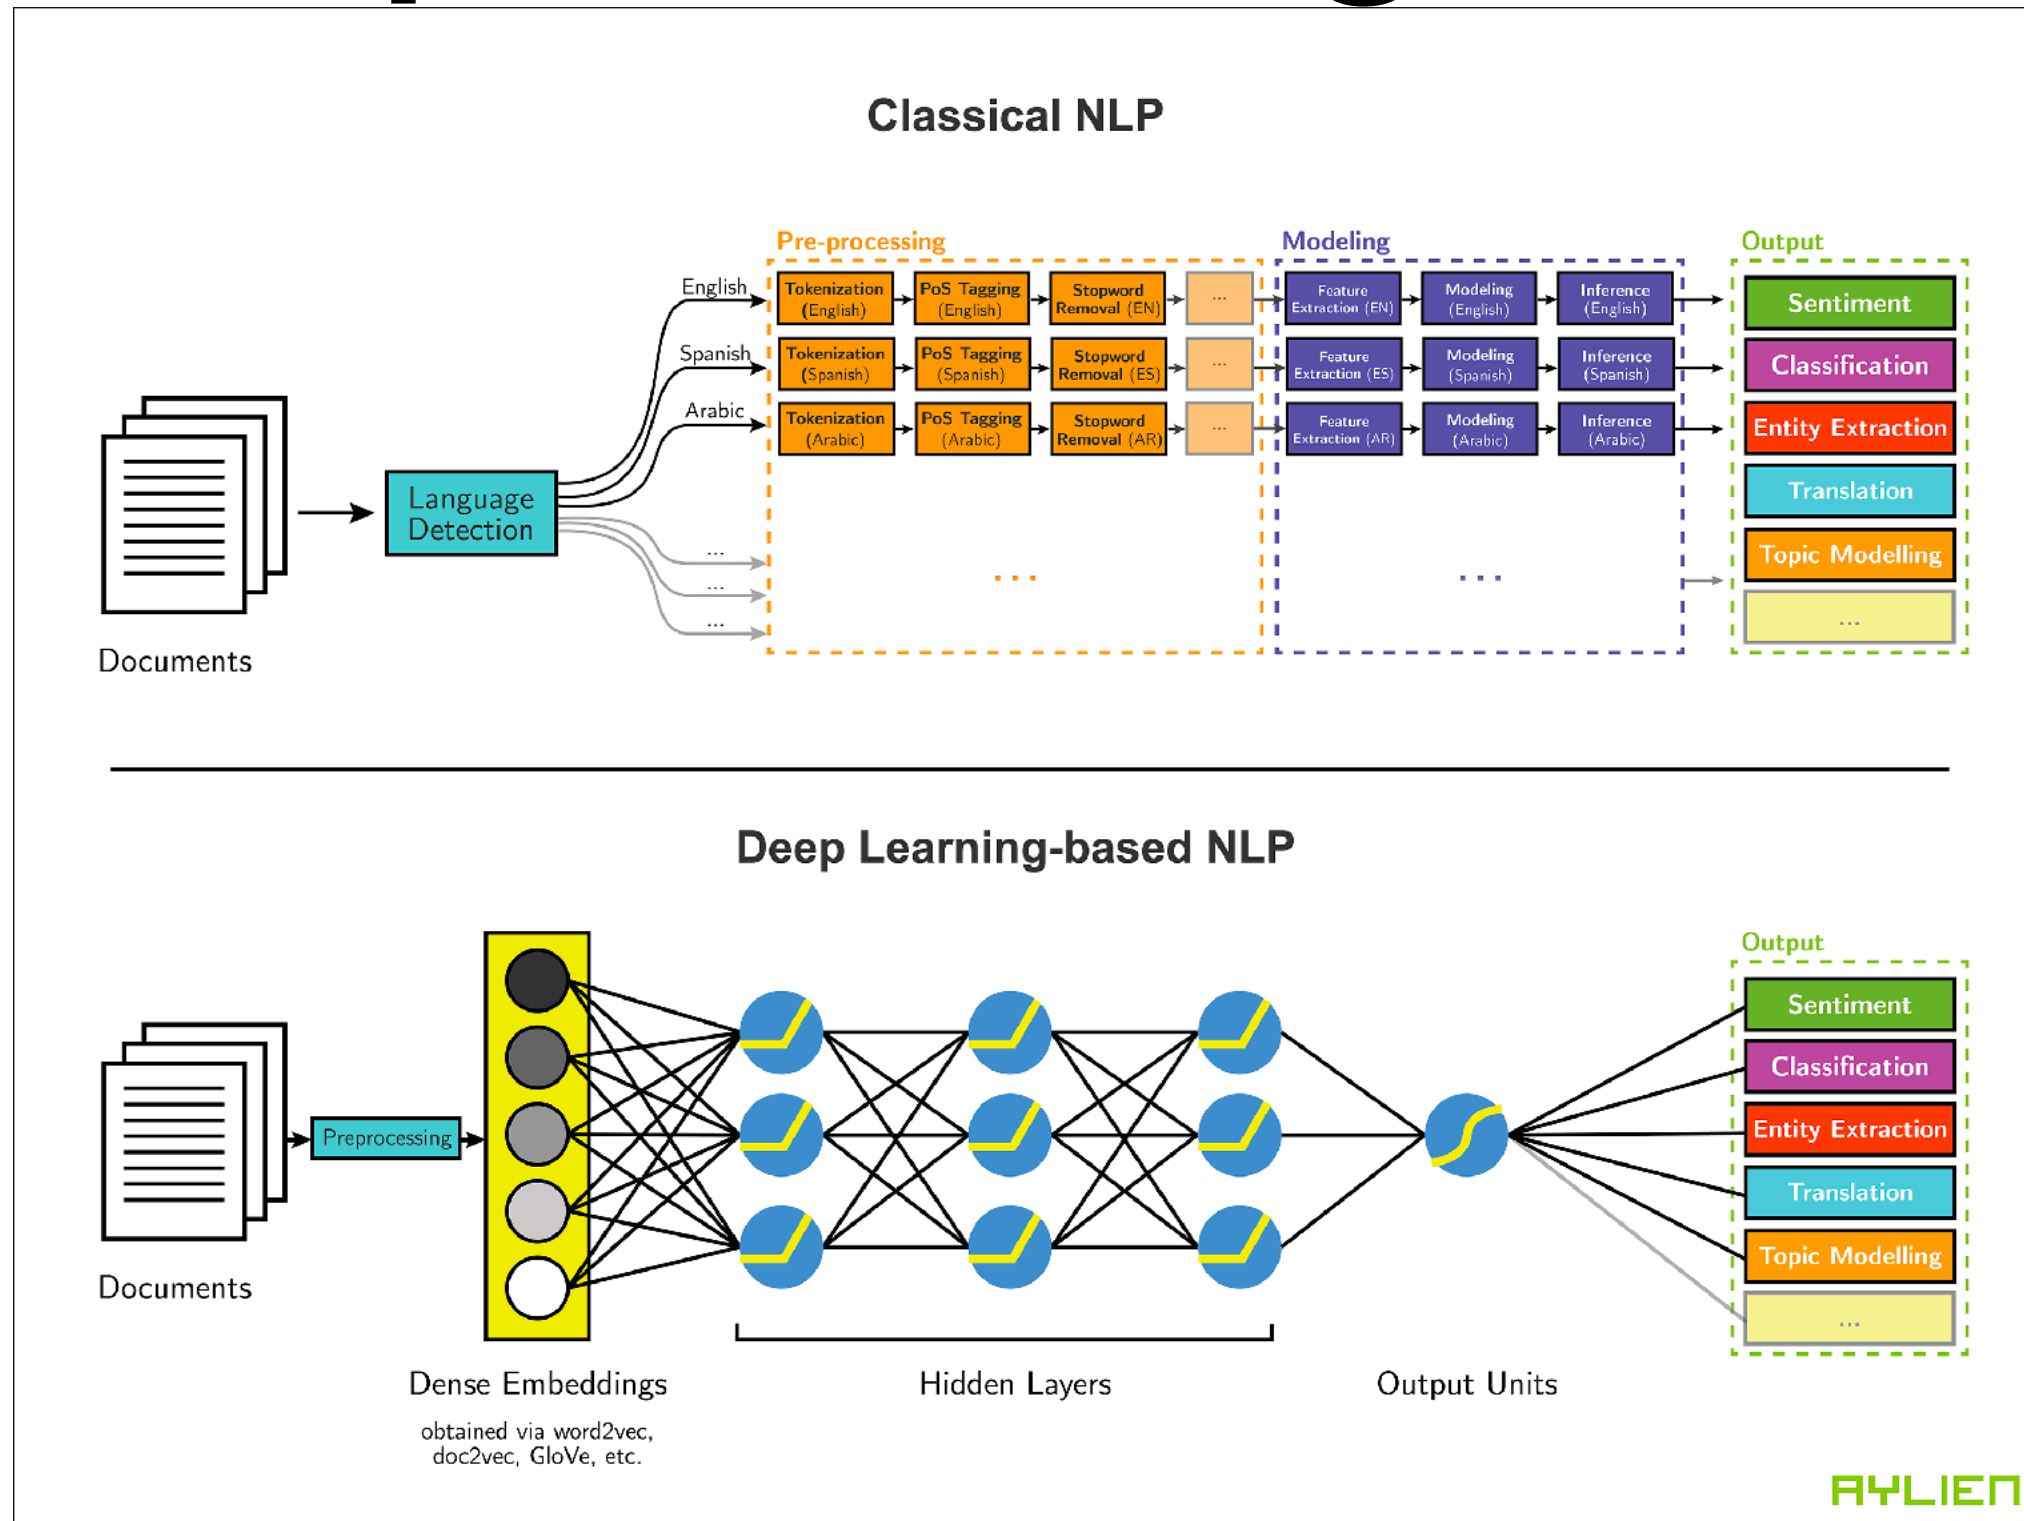 Classical NLP
Pre-processing
Modeling
Output
English
Tokenization
(English)
PoS Tagging
(English)
Stopword
Removal (EN)
...
Feature
Extraction (EN)
Modeling
(English)
Inference
(English)
Sentiment
Spanish
Tokenization
(Spanish)
PoS Tagging
(Spanish)
Stopword
Removal (ES)
...
Feature
Extraction (ES)
Modeling
(Spanish)
Inference
(Spanish)
Classification
Arabic
Tokenization
(Arabic)
PoS Tagging
(Arabic)
Stopword
Removal (AR)
...
Feature
Extraction (AR)
Modeling
(Arabic)
Inference
(Arabic)
Entity Extraction
Language
Detection
Translation
...
...
...
...
...
Topic Modelling
...
Documents
Deep Learning-based NLP
Output
Sentiment
Classification
Preprocessing
Entity Extraction
Translation
Topic Modelling
...
Documents
Dense Embeddings
obtained via word2vec,
doc2vec, GloVe, etc.
Hidden Layers
Output Units
AYLIEN